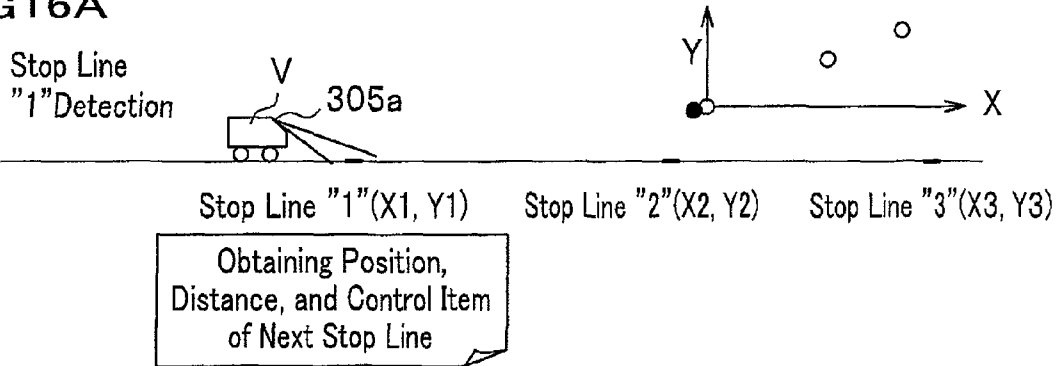 FIG16A
Stop Line
"1"Detection
V
305a
Y
X
Stop Line "1"(X1, Y1)
Stop Line "2"(X2, Y2)
Stop Line "3"(X3, Y3)
Obtaining Position,
Distance, and Control Item
of Next Stop Line